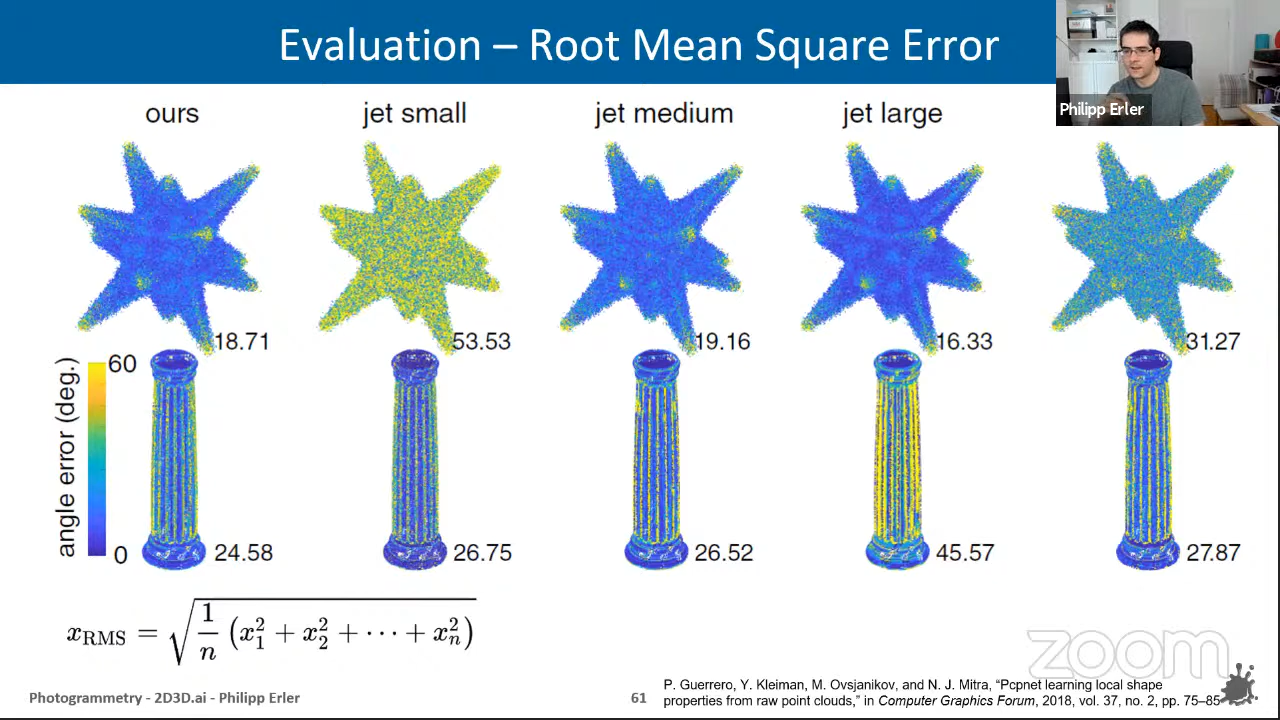 Evaluation – Root Mean Square Error
Philipp Erler
ours
jet small
jet medium
jet large
18.71
53.53
19.16
16.33
31.27
angle error (deg.)
60
0
24.58
26.75
26.52
45.57
27.87
x_RMS = √(1/n (x₁² + x₂² + ⋯ + xₙ²))
zoom
Photogrammetry - 2D3D.ai - Philipp Erler
61
P. Guerrero, Y. Kleiman, M. Ovsjanikov, and N. J. Mitra, “Pcpnet learning local shape
properties from raw point clouds,” in Computer Graphics Forum, 2018, vol. 37, no. 2, pp. 75–85